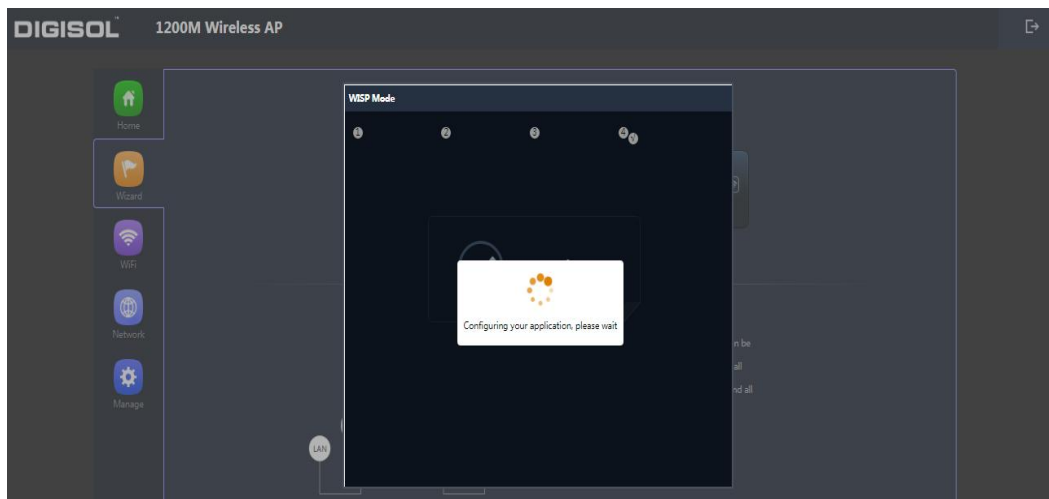 DIGISOL 1200M Wireless AP
Home
Wizard
WiFi
Network
Manage
WISP Mode
1 2 3 4
Configuring your application, please wait
n be
all
nd all
LAN